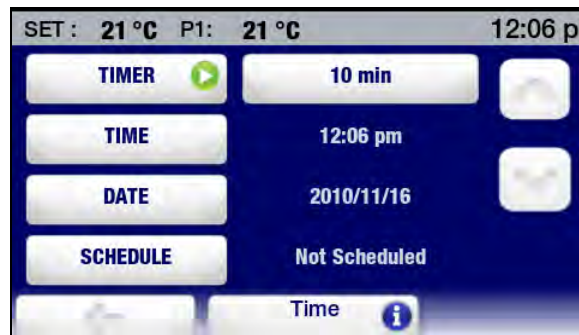 SET : 21 °C P1: 21 °C 12:06 p
TIMER 10 min
TIME 12:06 pm
DATE 2010/11/16
SCHEDULE Not Scheduled
Time i